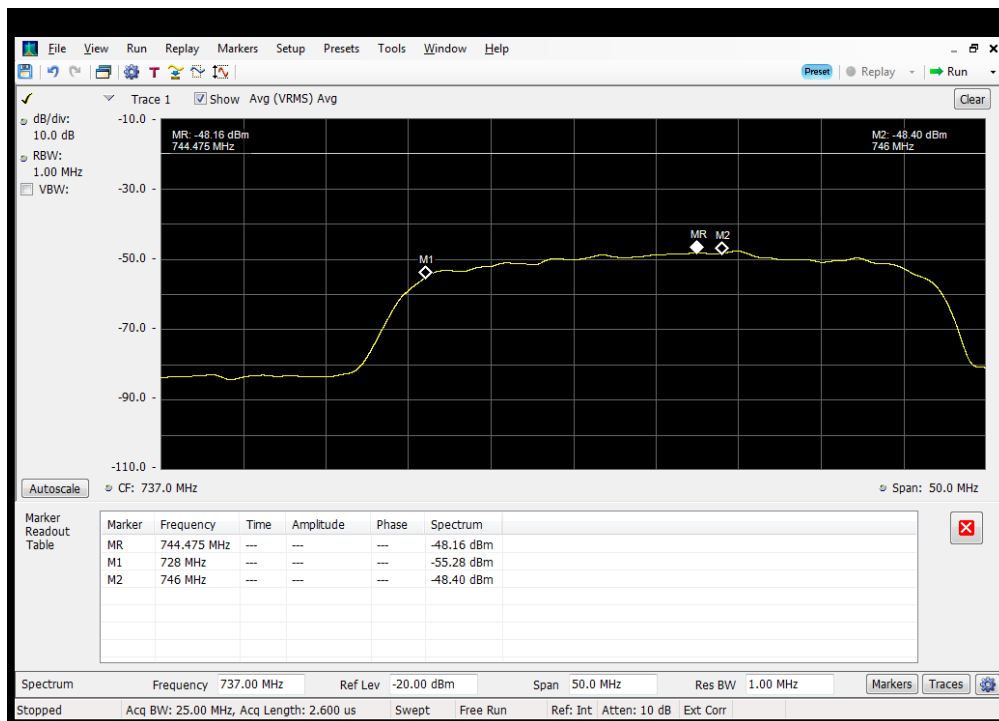 File View Run Replay Markers Setup Presets Tools Window Help
T Preset Replay Run
Trace 1 Show Avg (VRMS) Avg Clear
dB/div:
10.0 dB
RBW:
1.00 MHz
VBW:
-10.0 -
-30.0 -
-50.0 -
-70.0 -
-90.0 -
-110.0 -
MR: -48.16 dBm
744.475 MHz
M2: -48.40 dBm
746 MHz
MR M2
M1
Autoscale CF: 737.0 MHz Span: 50.0 MHz
Marker
Readout
Table
Marker Frequency Time Amplitude Phase Spectrum
MR 744.475 MHz --- --- --- -48.16 dBm
M1 728 MHz --- --- --- -55.28 dBm
M2 746 MHz --- --- --- -48.40 dBm
Spectrum Frequency 737.00 MHz Ref Lev -20.00 dBm Span 50.0 MHz Res BW 1.00 MHz Markers Traces
Stopped Acq BW: 25.00 MHz, Acq Length: 2.600 us Swept Free Run Ref: Int Atten: 10 dB Ext Corr